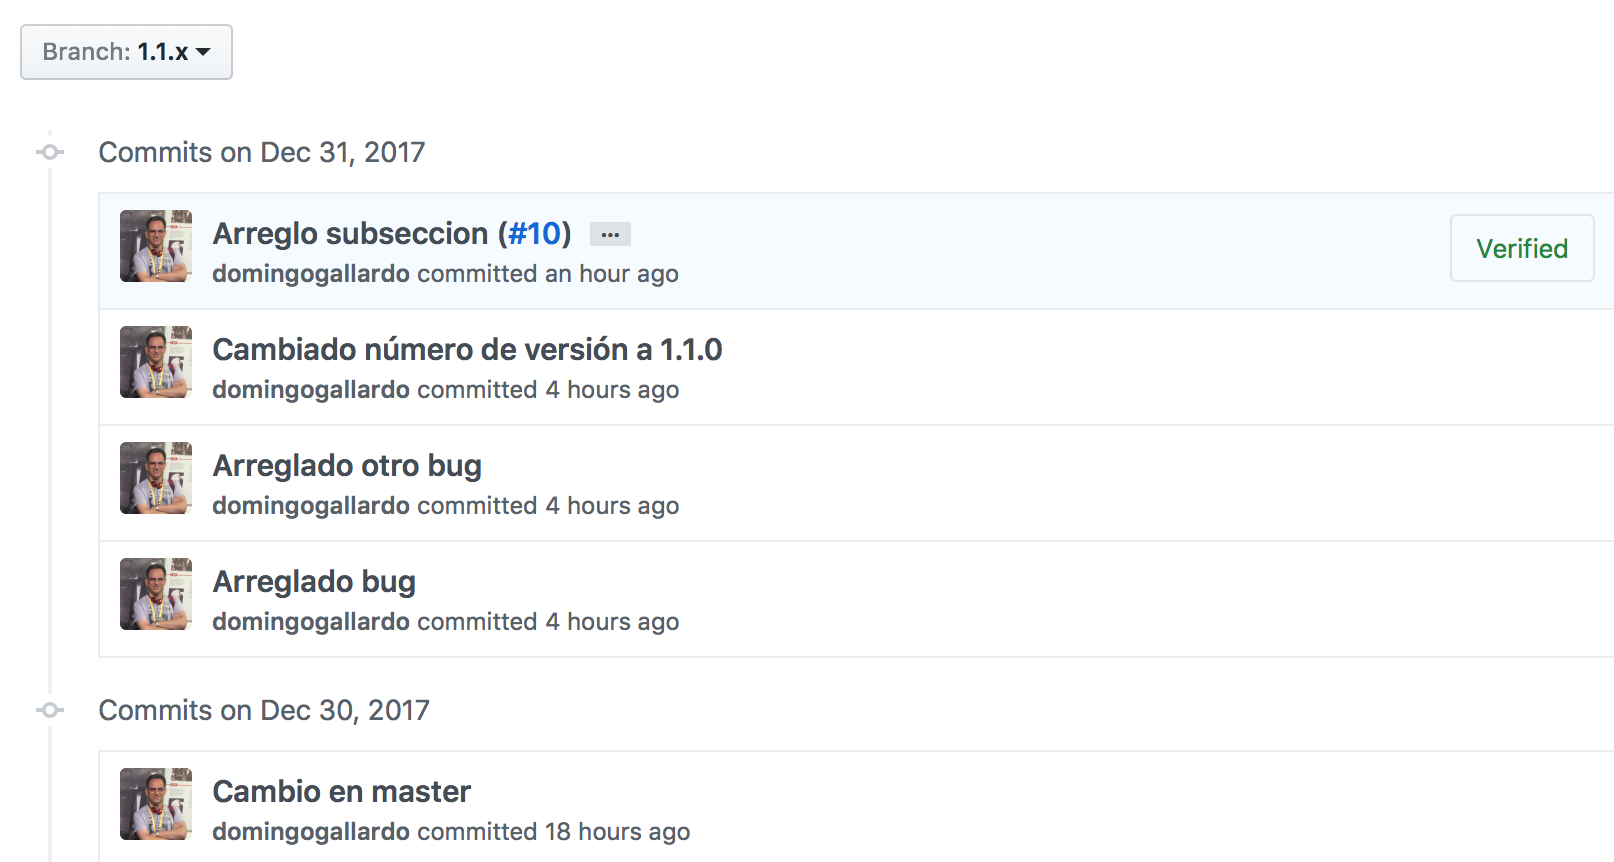 Branch: 1.1.x
Commits on Dec 31, 2017
Arreglo subseccion (#10) ...
domingogallardo committed an hour ago
Verified
Cambiado número de versión a 1.1.0
domingogallardo committed 4 hours ago
Arreglado otro bug
domingogallardo committed 4 hours ago
Arreglado bug
domingogallardo committed 4 hours ago
Commits on Dec 30, 2017
Cambio en master
domingogallardo committed 18 hours ago